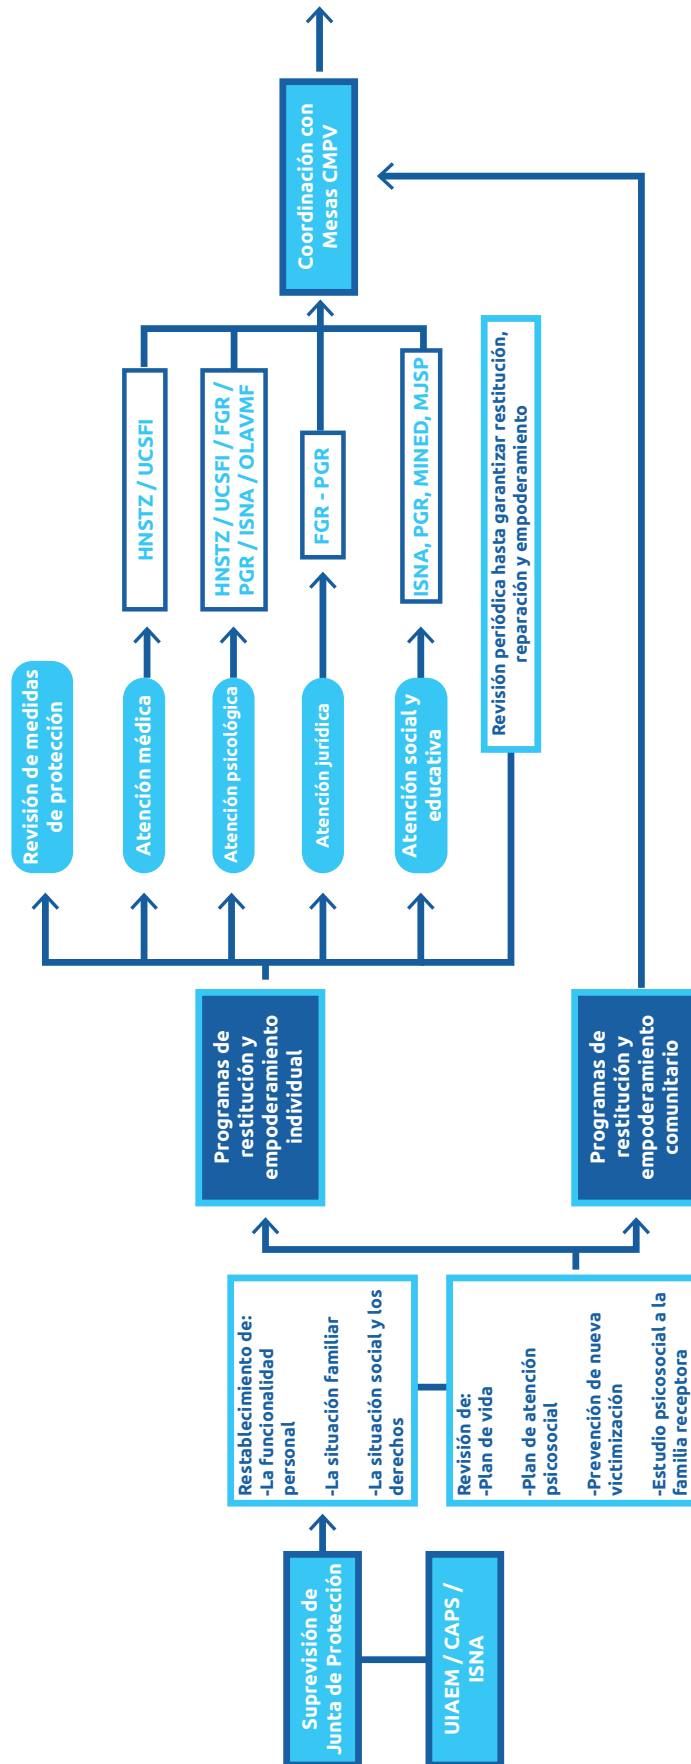 Suprevisión de
Junta de Protección
UIAEM / CAPS /
ISNA
Restablecimiento de:
-La funcionalidad
personal
-La situación familiar
-La situación social y los
derechos
Revisión de:
-Plan de vida
-Plan de atención
psicosocial
-Prevención de nueva
victimización
-Estudio psicosocial a la
familia receptora
Programas de
restitución y
empoderamiento
individual
Programas de
restitución y
empoderamiento
comunitario
Revisión de medidas
de protección
Atención médica
Atención psicológica
Atención jurídica
Atención social y
educativa
HNSTZ / UCSFI
HNSTZ / UCSFI / FGR /
PGR / ISNA / OLAVMF
FGR - PGR
ISNA, PGR, MINED, MJSP
Revisión periódica hasta garantizar restitución,
reparación y empoderamiento
Coordinación con
Mesas CMPV